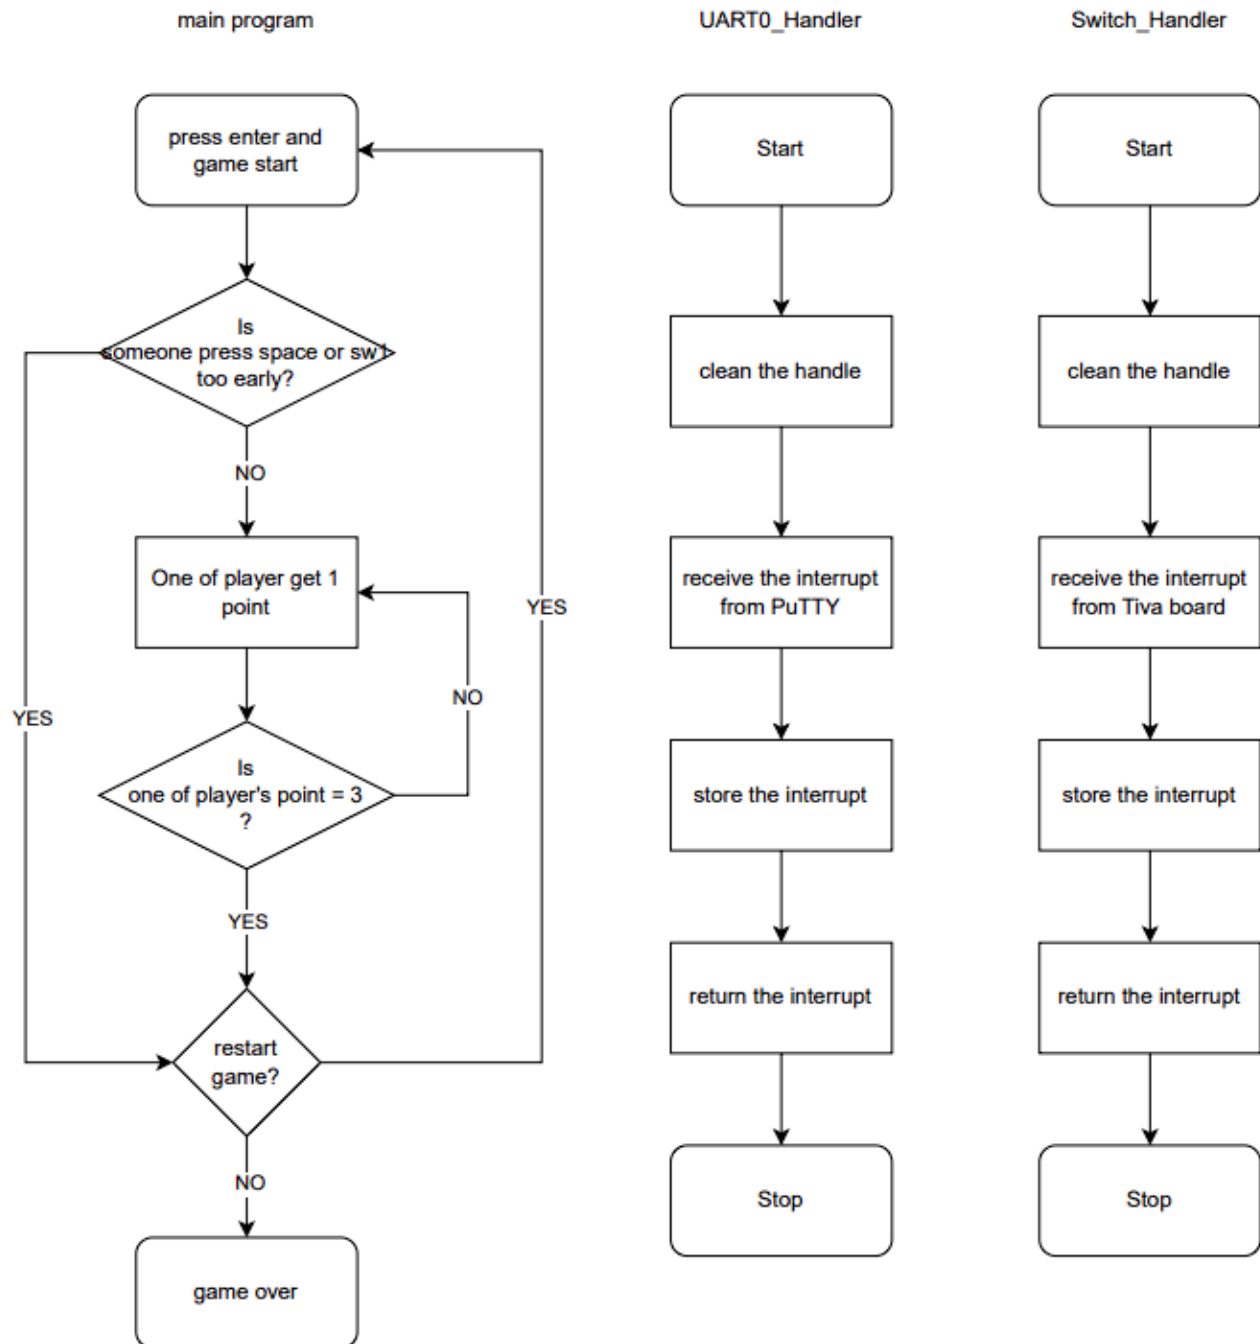 main program
press enter and
game start
Is
someone press space or sw1
too early?
NO
One of player get 1
point
YES
NO
YES
Is
one of player's point = 3
?
YES
restart
game?
NO
game over
UART0_Handler
Start
clean the handle
receive the interrupt
from PuTTY
store the interrupt
return the interrupt
Stop
Switch_Handler
Start
clean the handle
receive the interrupt
from Tiva board
store the interrupt
return the interrupt
Stop